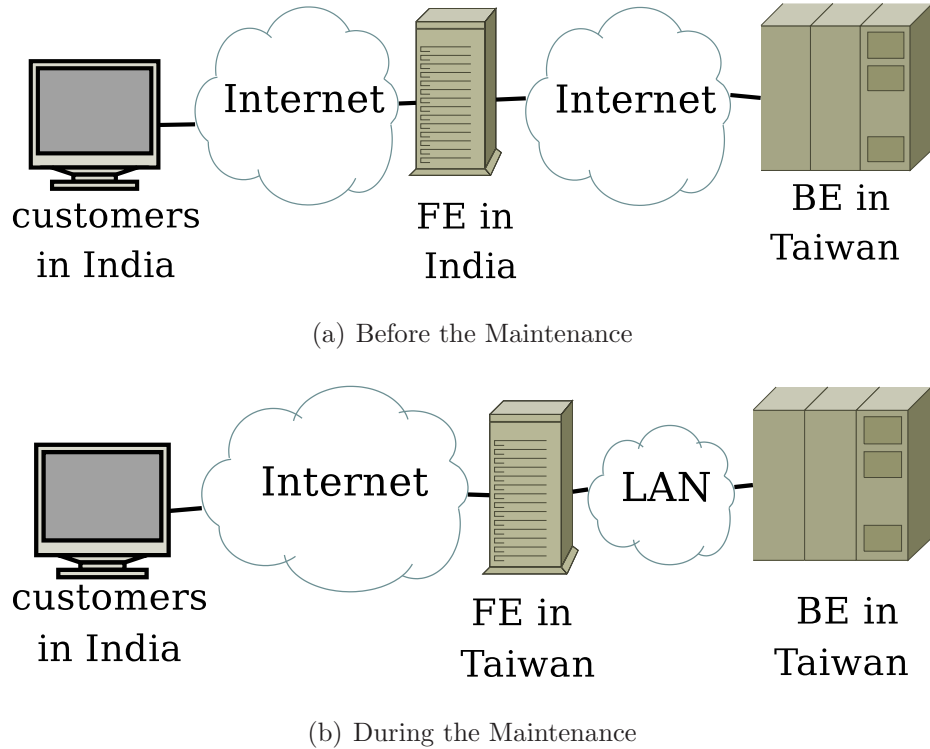 Internet
Internet
customers
in India
FE in
India
BE in
Taiwan
(a) Before the Maintenance
Internet
LAN
customers
in India
FE in
Taiwan
BE in
Taiwan
(b) During the Maintenance